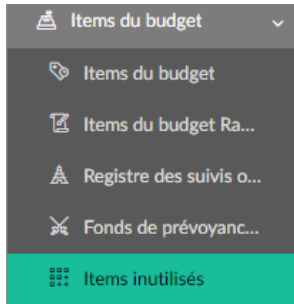 Items du budget
Items du budget
Items du budget Ra...
Registre des suivis o...
Fonds de prévoyanc...
Items inutilisés